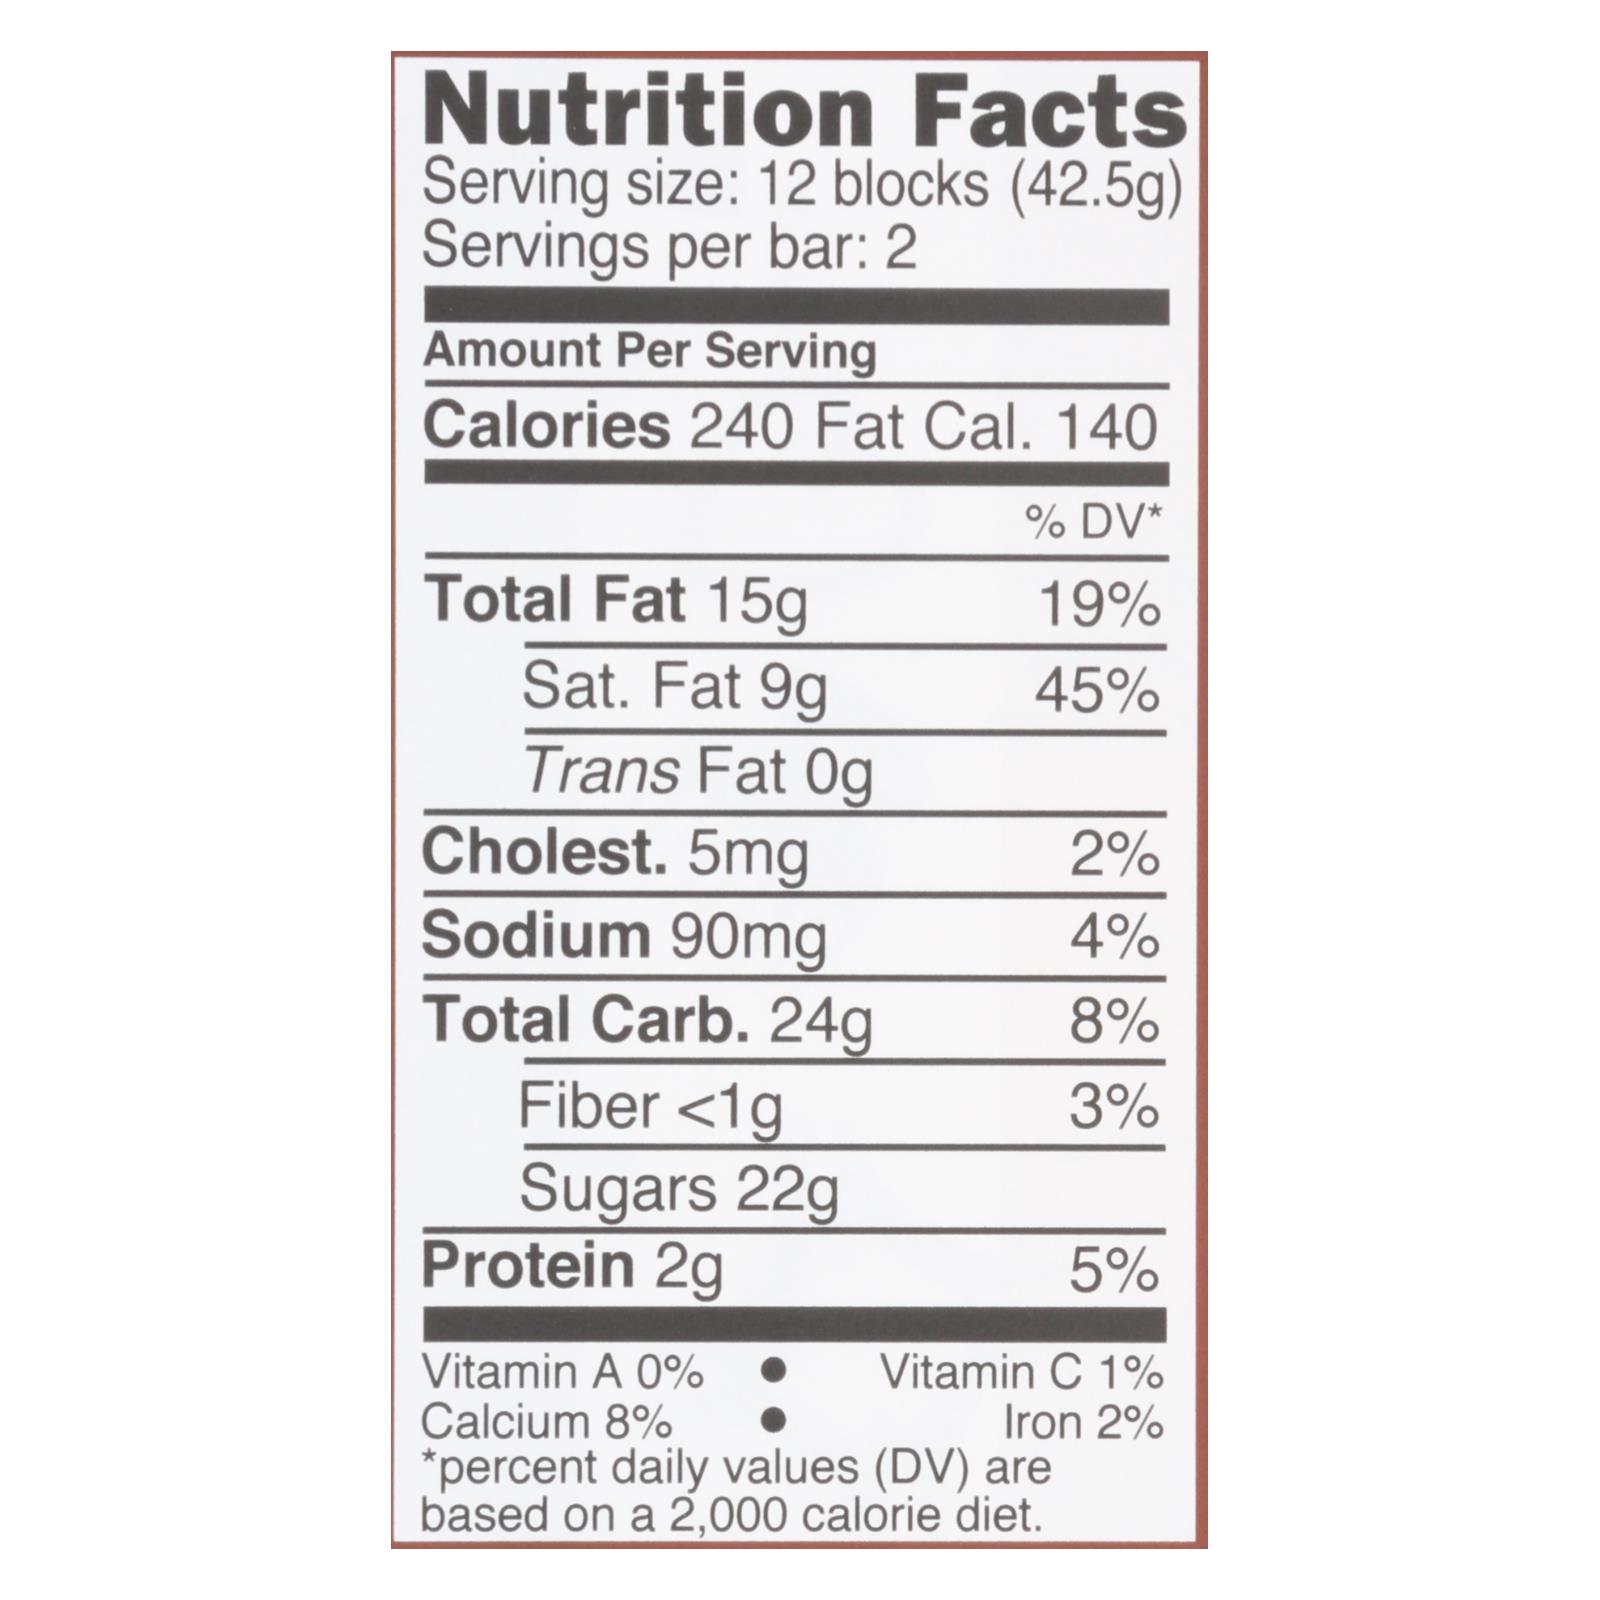 Nutrition Facts
Serving size: 12 blocks (42.5g)
Servings per bar: 2
Amount Per Serving
Calories 240 Fat Cal. 140
% DV*
Total Fat 15g 19%
Sat. Fat 9g 45%
Trans Fat 0g
Cholest. 5mg 2%
Sodium 90mg 4%
Total Carb. 24g 8%
Fiber <1g 3%
Sugars 22g
Protein 2g 5%
Vitamin A 0% ● Vitamin C 1%
Calcium 8% ● Iron 2%
*percent daily values (DV) are
based on a 2,000 calorie diet.